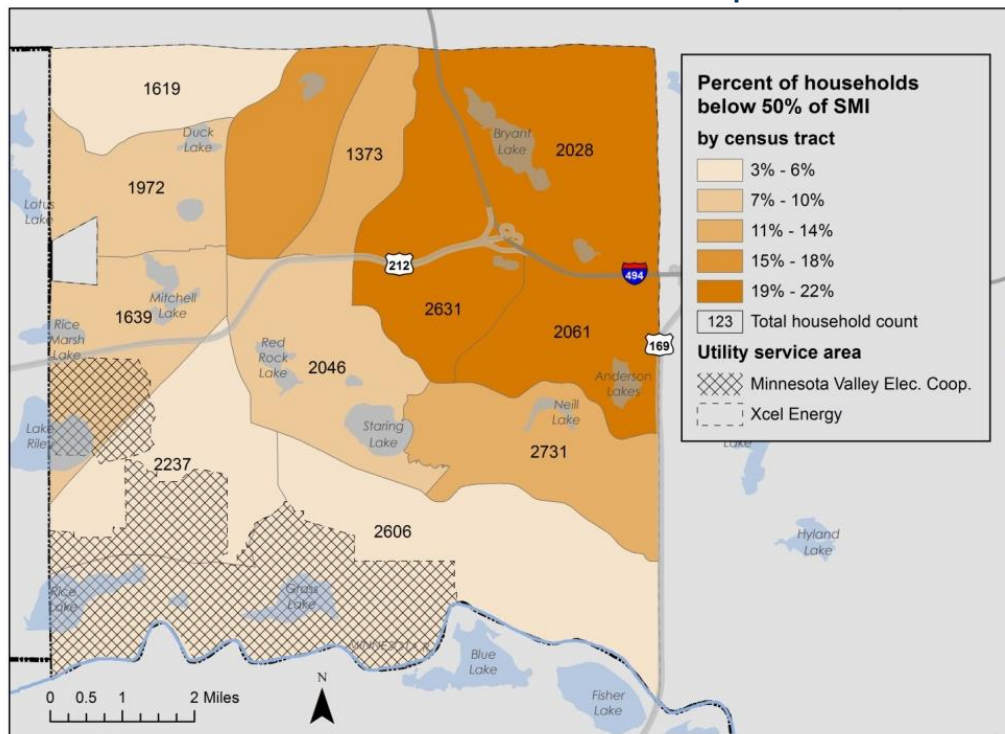 1619
Duck
Lake
1373
Bryant
Lake
2028
1972
Lotus
Lake
212
494
Mitchell
Lake
1639
2631
2061
169
Rice
Marsh
Lake
Red
Rock
Lake
2046
Anderson
Lakes
Neill
Lake
Staring
Lake
Lake
Riley
2237
2731
2606
Hyland
Lake
Rice
Lake
Grass
Lake
Blue
Lake
Fisher
Lake
Lake
N
0 0.5 1 2 Miles
Percent of households
below 50% of SMI
by census tract
3% - 6%
7% - 10%
11% - 14%
15% - 18%
19% - 22%
123 Total household count
Utility service area
Minnesota Valley Elec. Coop.
Xcel Energy